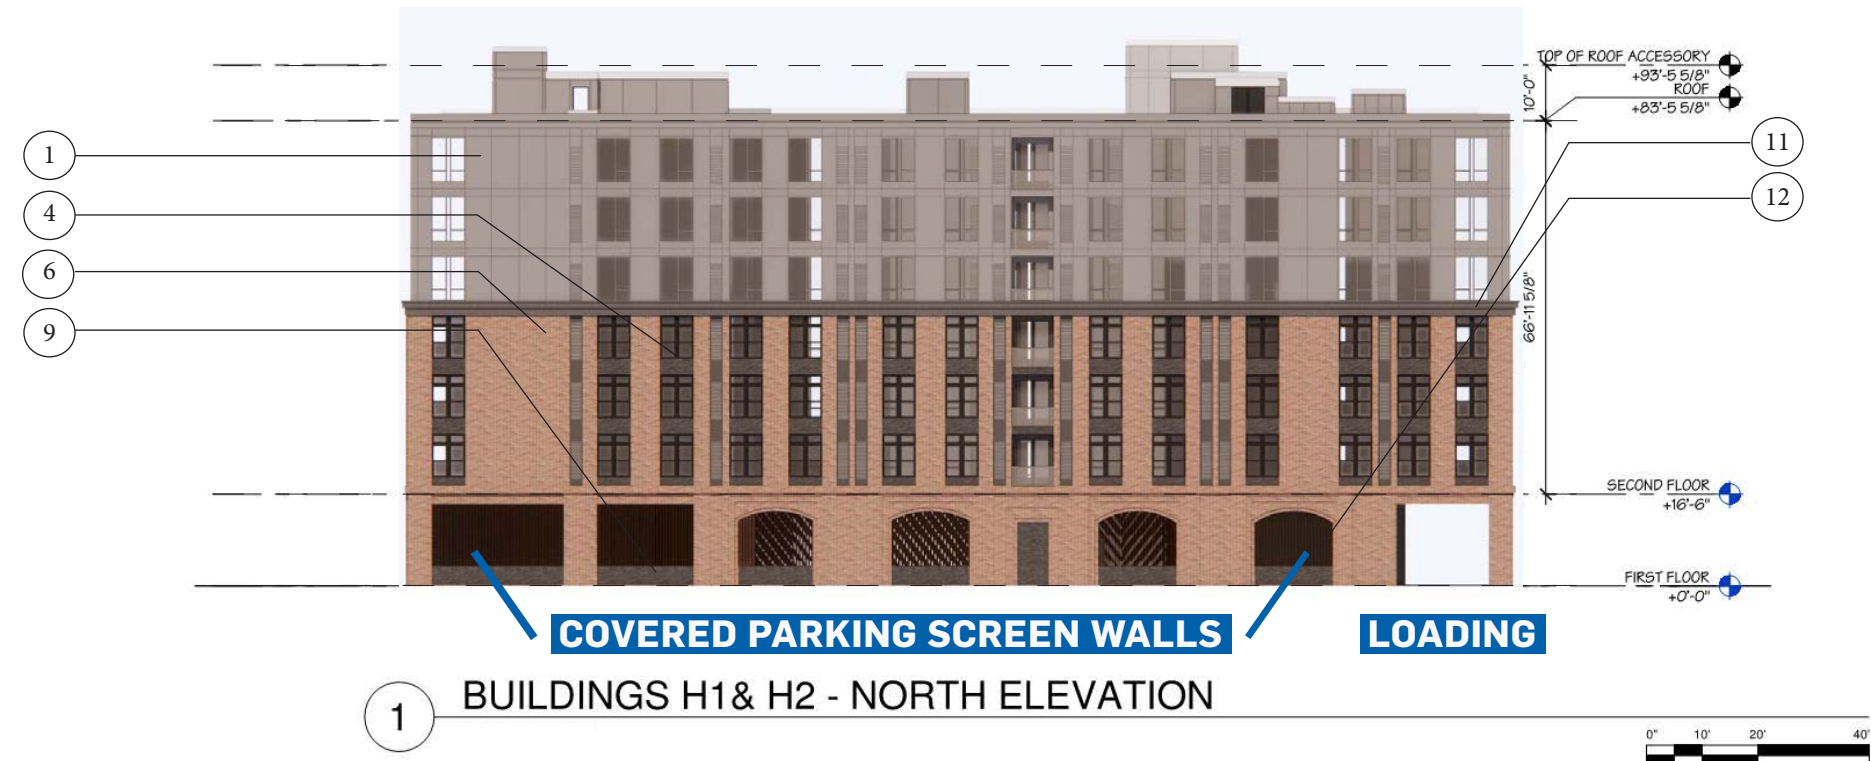 TOP OF ROOF ACCESSORY
+93'-5 5/8"
ROOF
+83'-5 5/8"
10'-0"
1
4
6
9
11
12
66'-11 5/8"
SECOND FLOOR
+16'-6"
FIRST FLOOR
+0'-0"
COVERED PARKING SCREEN WALLS
LOADING
1
BUILDINGS H1& H2 - NORTH ELEVATION
0" 10' 20' 40'